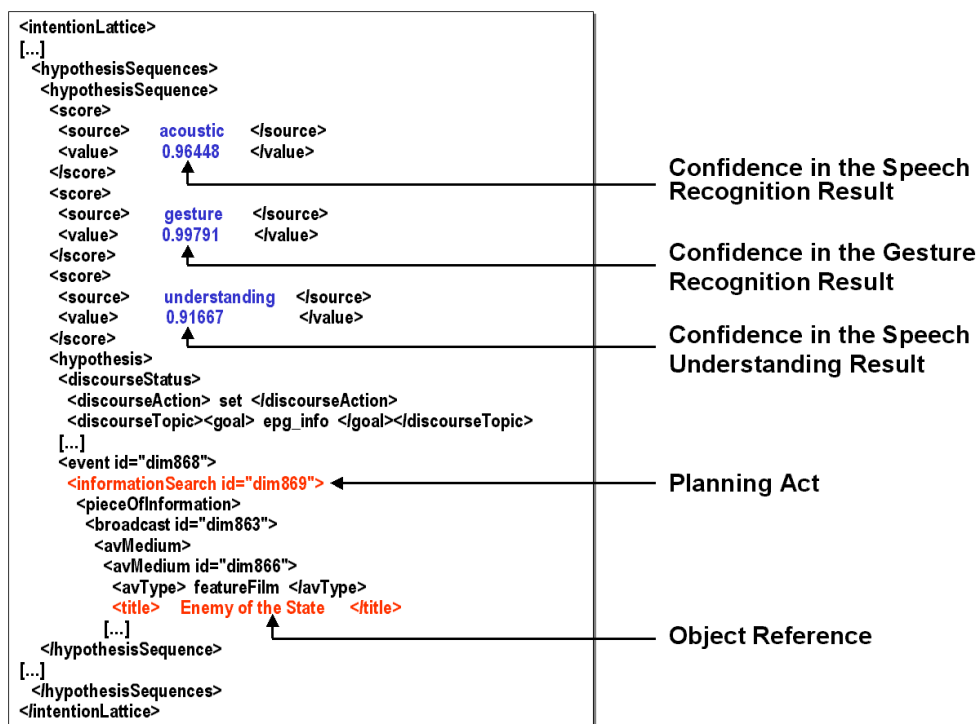 <intentionLattice>
[...]
<hypothesisSequences>
<hypothesisSequence>
<score>
<source> acoustic </source>
<value> 0.96448 </value>
</score>
<score>
<source> gesture </source>
<value> 0.99791 </value>
</score>
<score>
<source> understanding </source>
<value> 0.91667 </value>
</score>
<hypothesis>
<discourseStatus>
<discourseAction> set </discourseAction>
<discourseTopic><goal> epg_info </goal></discourseTopic>
[...]
<event id="dim868">
<informationSearch id="dim869">
<pieceOfInformation>
<broadcast id="dim863">
<avMedium>
<avMedium id="dim866">
<avType> featureFilm </avType>
<title> Enemy of the State </title>
[...]
</hypothesisSequence>
[...]
</hypothesisSequences>
</intentionLattice>
Confidence in the Speech
Recognition Result
Confidence in the Gesture
Recognition Result
Confidence in the Speech
Understanding Result
Planning Act
Object Reference